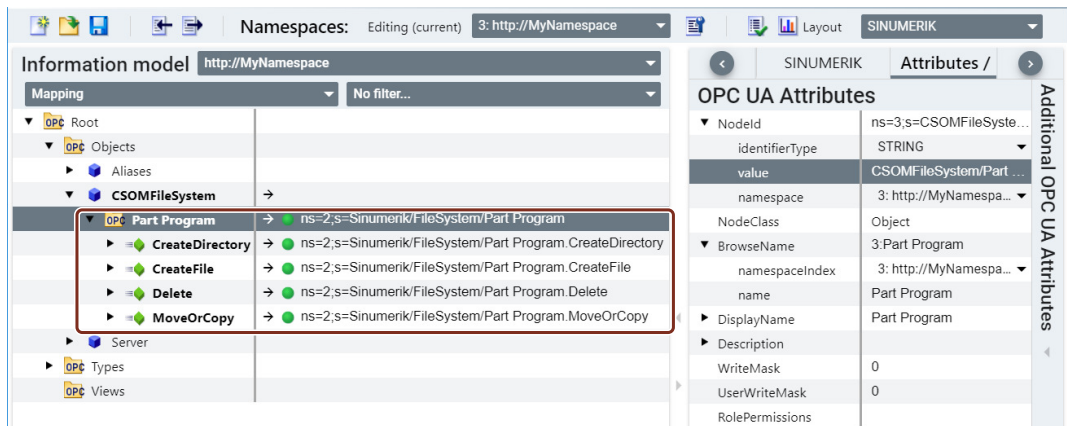 Namespaces: Editing (current) 3: http://MyNamespace Layout SINUMERIK
Information model http://MyNamespace
Mapping No filter...
OPC Root
OPC Objects
Aliases
CSOMFileSystem →
OPC Part Program → ns=2;s=Sinumerik/FileSystem/Part Program
CreateDirectory → ns=2;s=Sinumerik/FileSystem/Part Program.CreateDirectory
CreateFile → ns=2;s=Sinumerik/FileSystem/Part Program.CreateFile
Delete → ns=2;s=Sinumerik/FileSystem/Part Program.Delete
MoveOrCopy → ns=2;s=Sinumerik/FileSystem/Part Program.MoveOrCopy
Server
OPC Types
OPC Views
SINUMERIK Attributes /
OPC UA Attributes
NodeId ns=3;s=CSOMFileSyste...
identifierType STRING
value CSOMFileSystem/Part ...
namespace 3: http://MyNamespa...
NodeClass Object
BrowseName 3:Part Program
namespaceIndex 3: http://MyNamespa...
name Part Program
DisplayName Part Program
Description
WriteMask 0
UserWriteMask 0
RolePermissions
Additional OPC UA Attributes